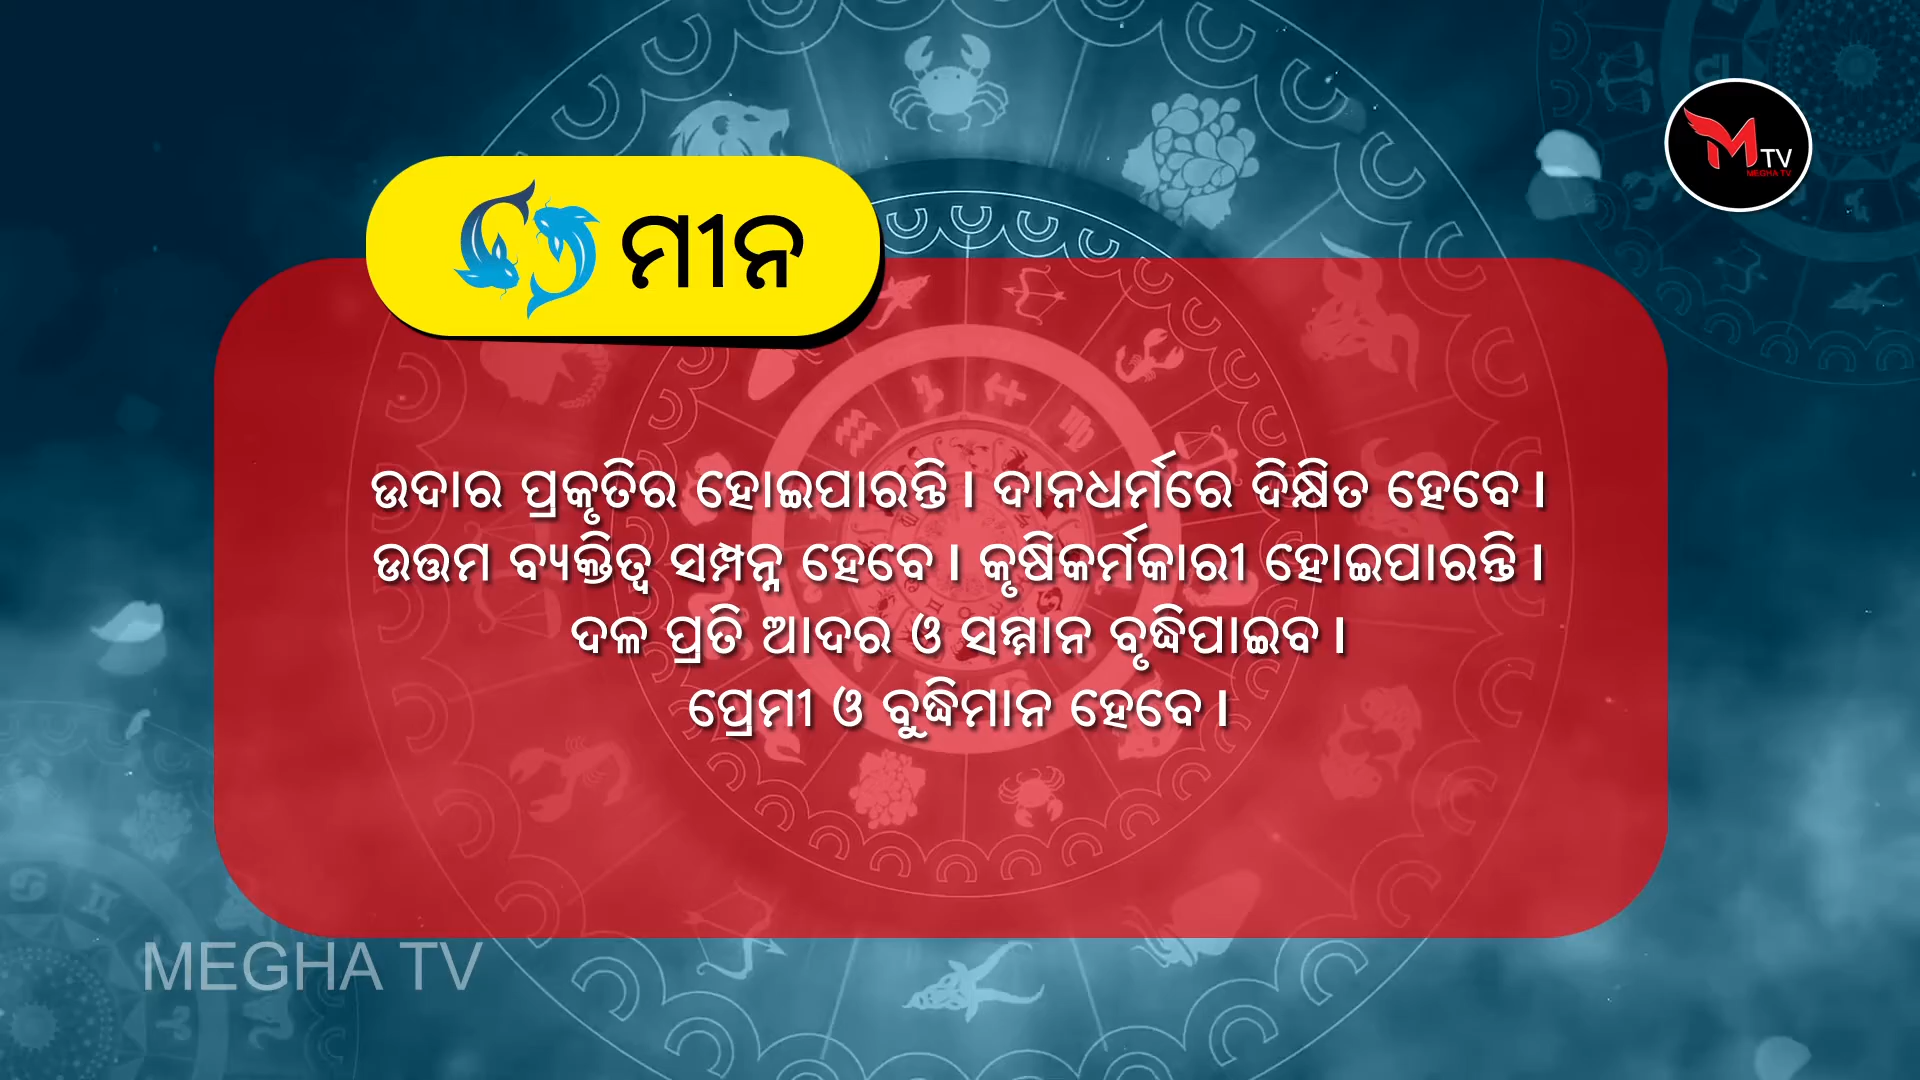 M TV
MEGHA TV
ମୀନ
ଉଦାର ପ୍ରକୃତିର ହୋଇପାରନ୍ତି । ଦାନଧର୍ମରେ ଦିକ୍ଷିତ ହେବେ ।
ଉତ୍ତମ ବ୍ୟକ୍ତିତ୍ୱ ସମ୍ପନ୍ନ ହେବେ । କୃଷିକର୍ମକାରୀ ହୋଇପାରନ୍ତି ।
ଦଳ ପ୍ରତି ଆଦର ଓ ସମ୍ମାନ ବୃଦ୍ଧିପାଇବ ।
ପ୍ରେମୀ ଓ ବୁଦ୍ଧିମାନ ହେବେ ।
MEGHA TV